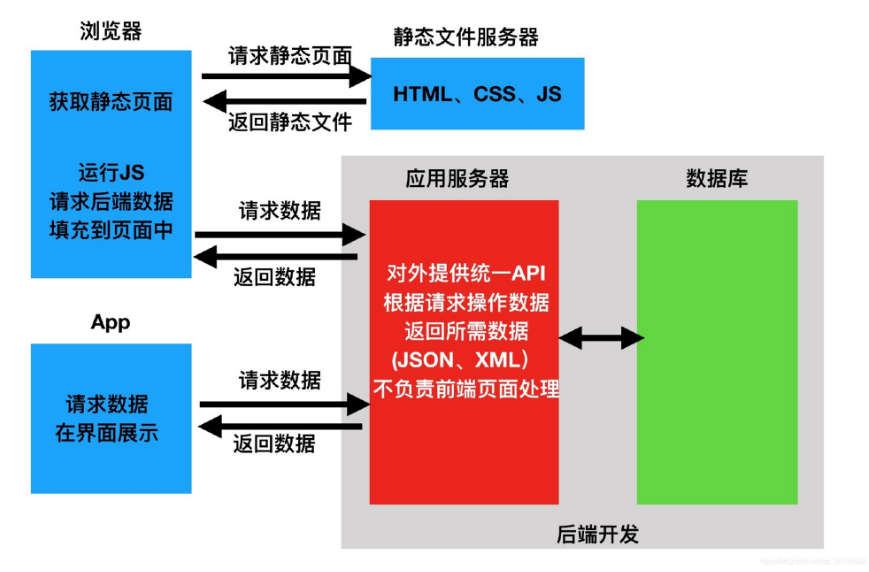 浏览器
静态文件服务器
请求静态页面
获取静态页面
HTML、CSS、JS
返回静态文件
运行JS
请求后端数据
填充到页面中
应用服务器
数据库
请求数据
返回数据
对外提供统一API
根据请求操作数据
返回所需数据
(JSON、XML）
不负责前端页面处理
App
请求数据
在界面展示
请求数据
返回数据
后端开发